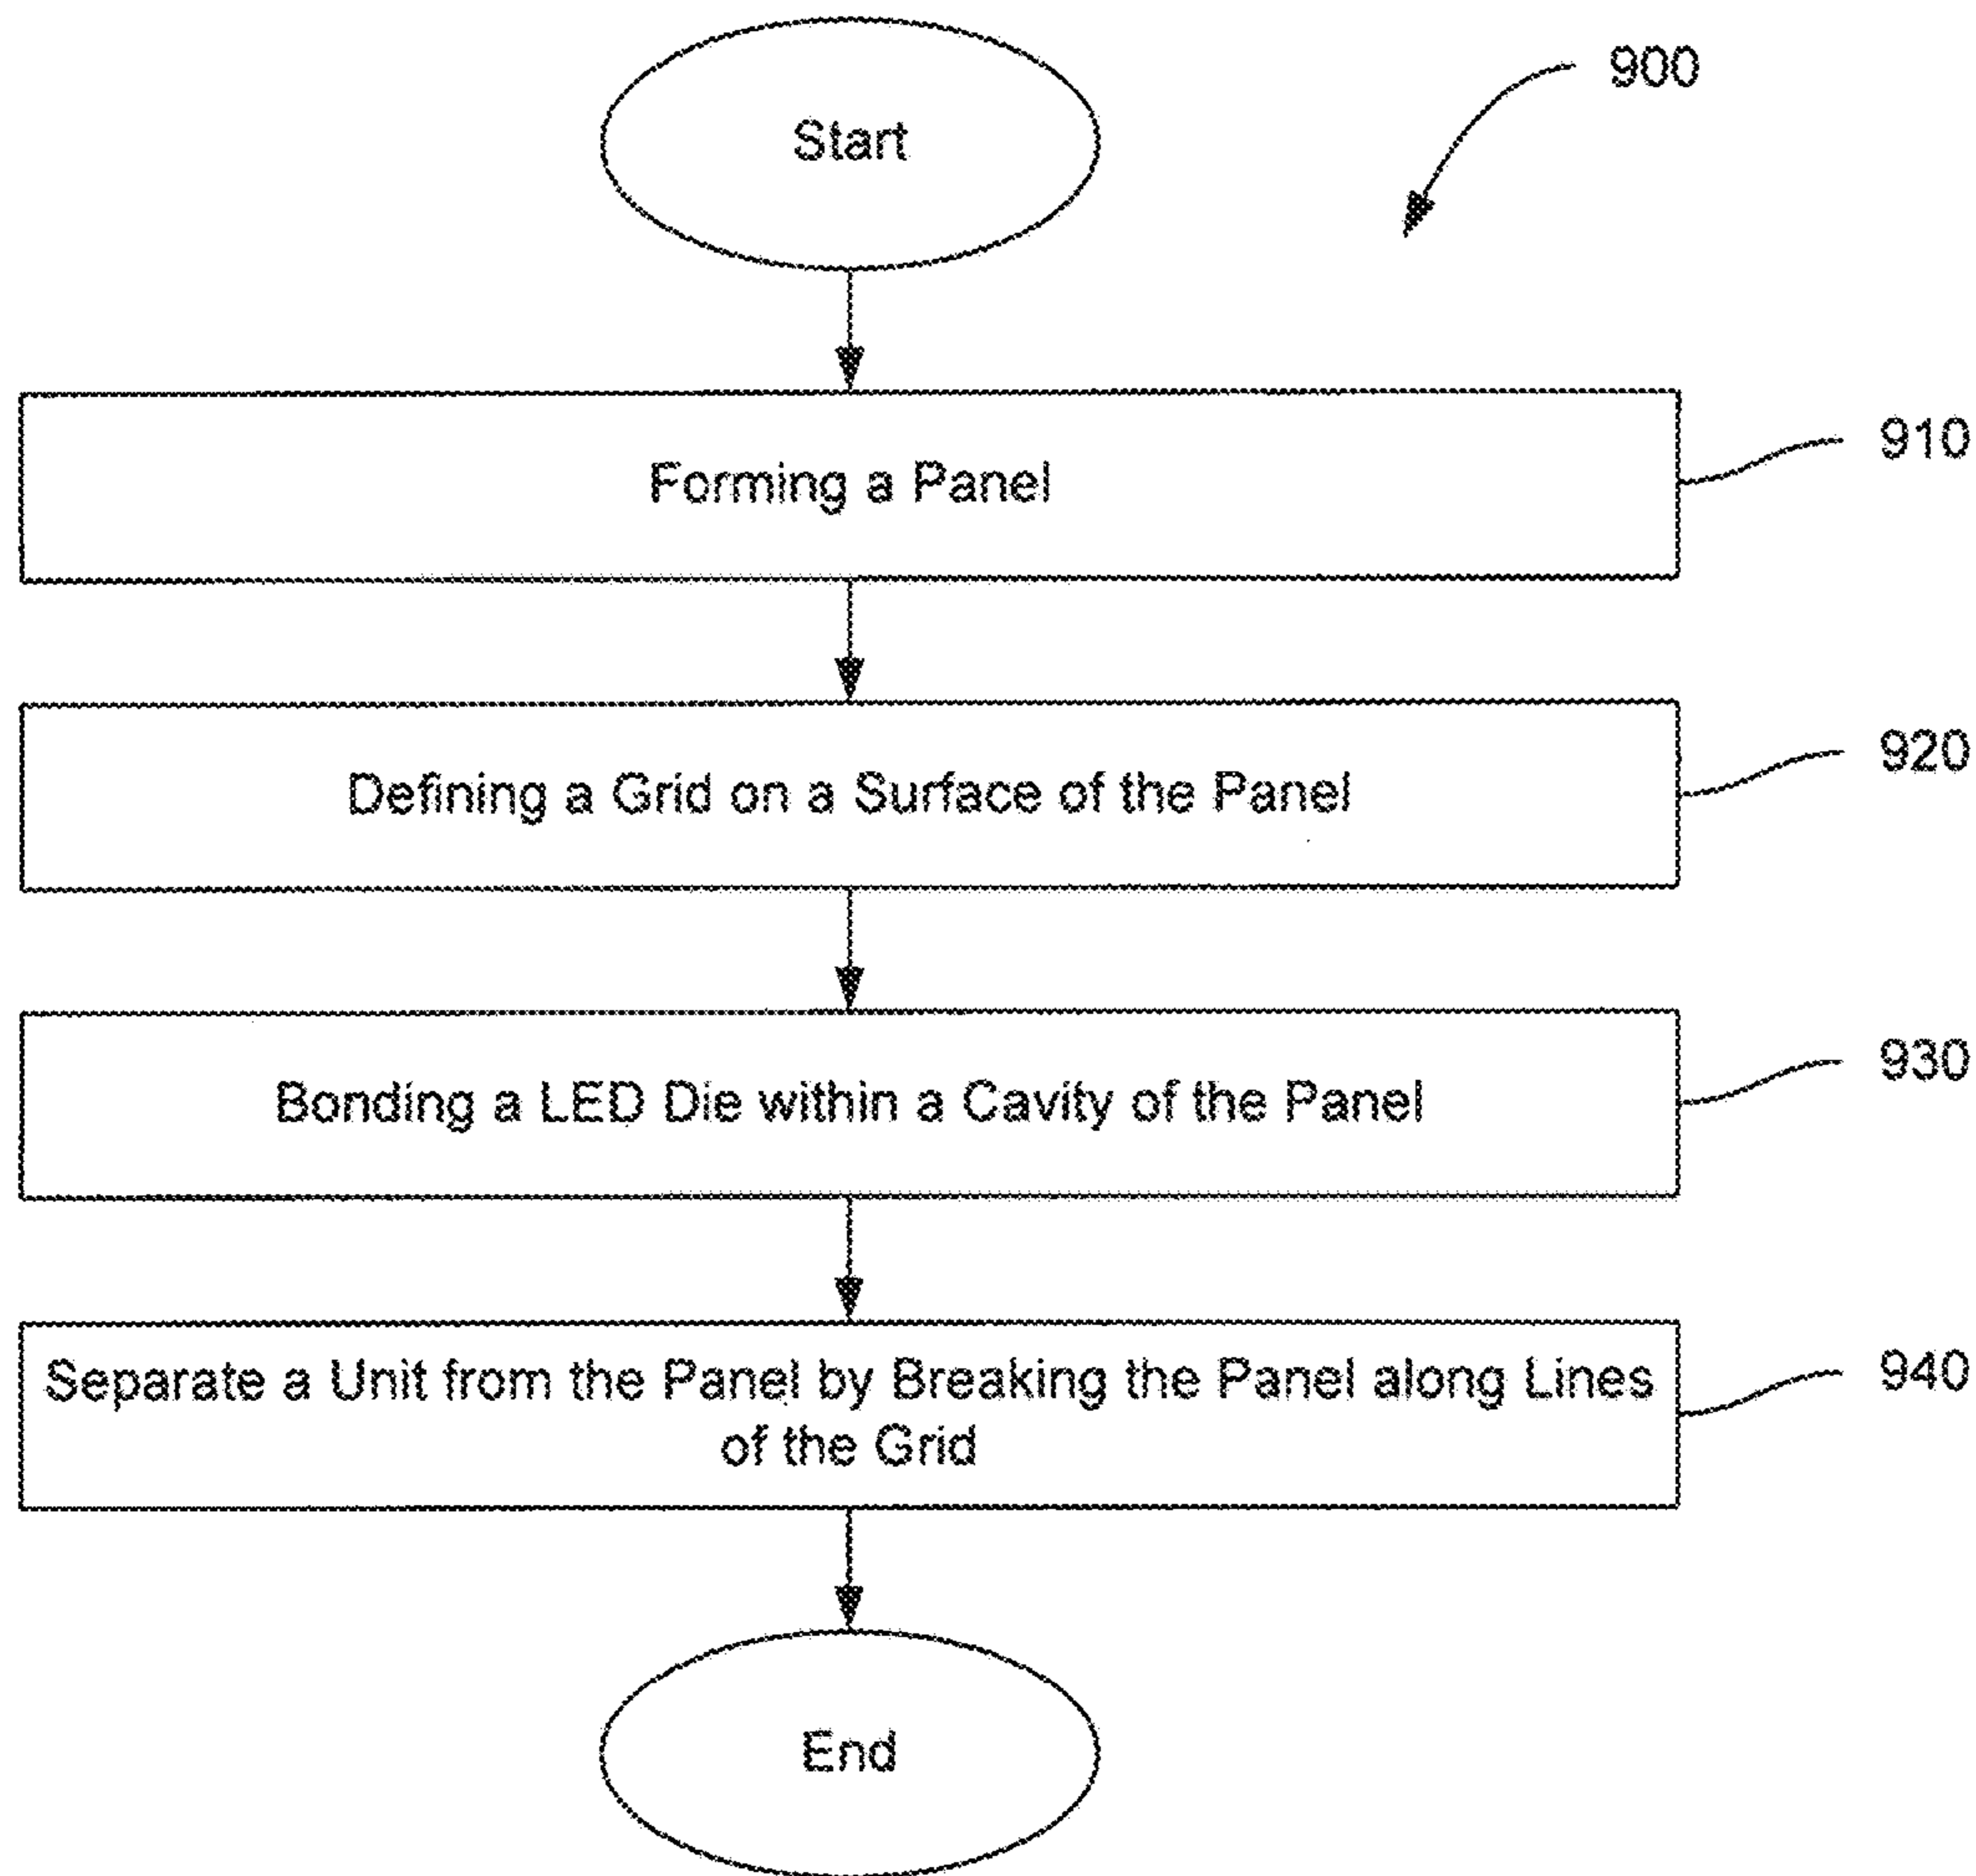 900
Start
Forming a Panel
910
Defining a Grid on a Surface of the Panel
920
Bonding a LED Die within a Cavity of the Panel
930
Separate a Unit from the Panel by Breaking the Panel along Lines
of the Grid
940
End